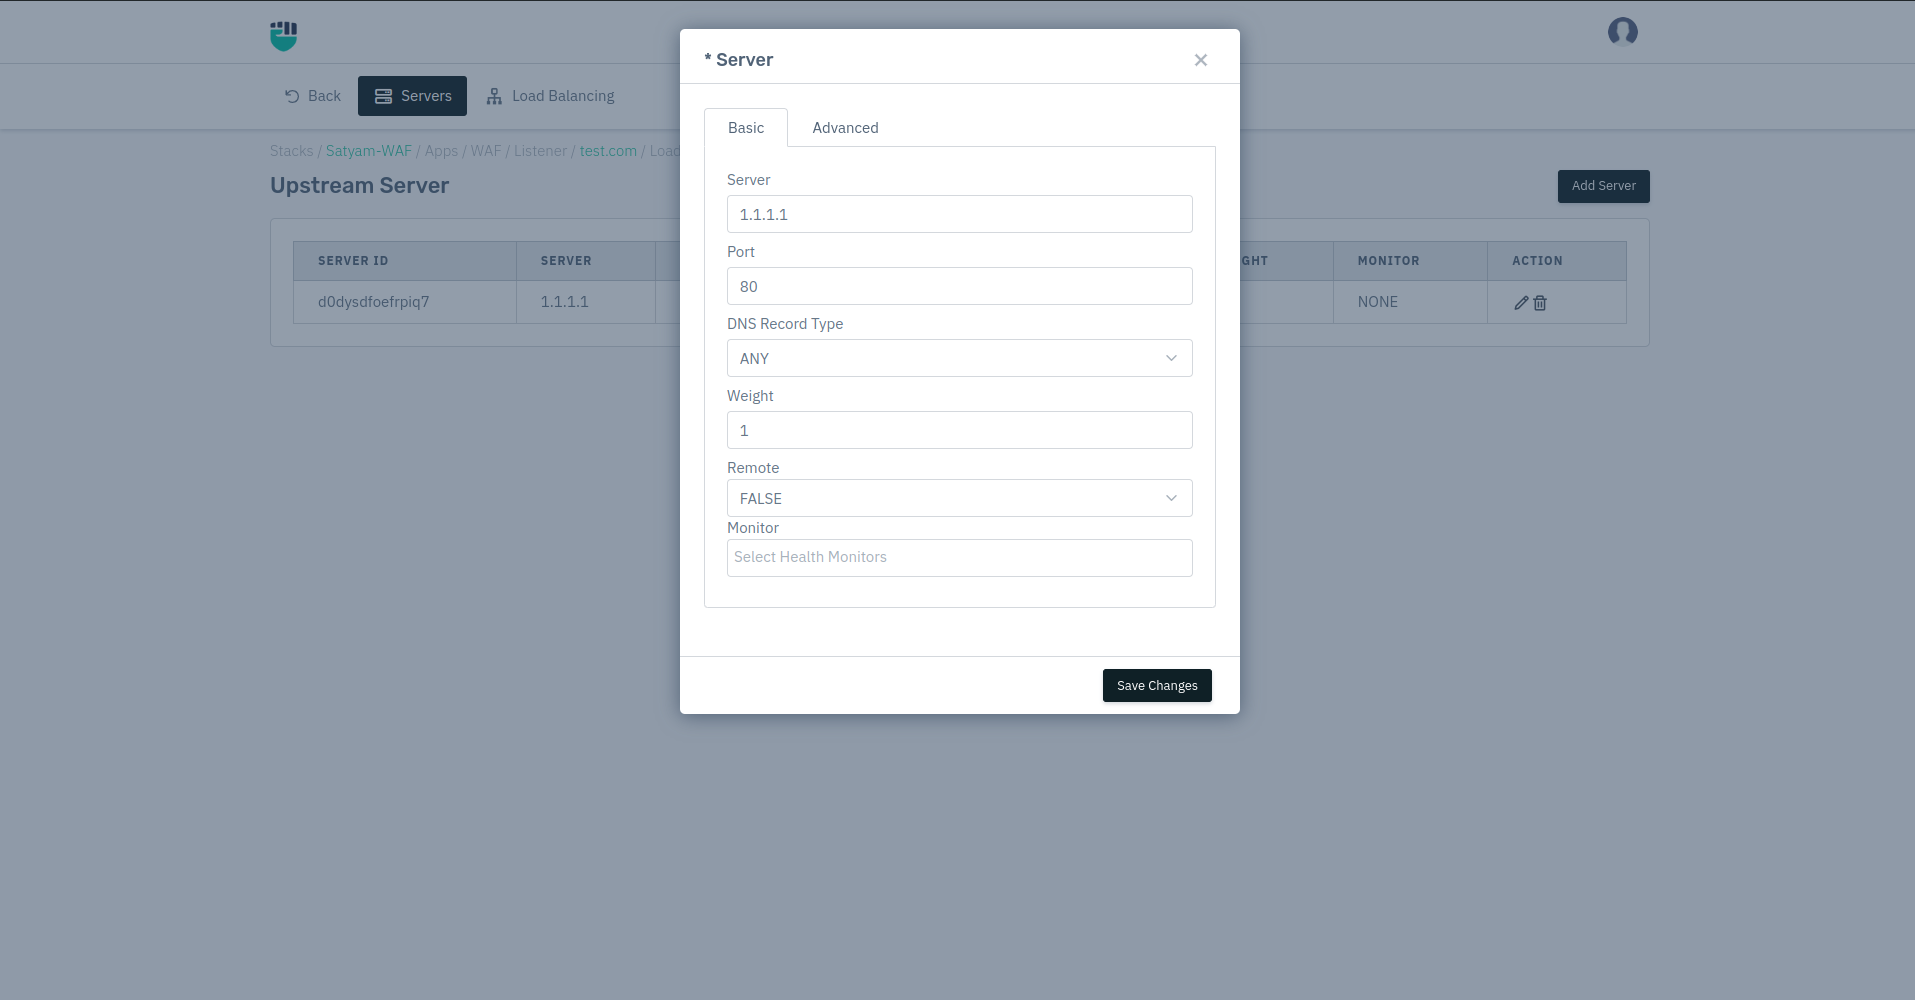 * Server
Back
Servers
Load Balancing
Basic
Advanced
Stacks / Satyam-WAF / Apps / WAF / Listener / test.com / Load
Upstream Server
Add Server
Server
1.1.1.1
Port
80
DNS Record Type
ANY
Weight
1
Remote
FALSE
Monitor
Select Health Monitors
Save Changes
SERVER ID
SERVER
GHT
MONITOR
ACTION
d0dysdfoefrpiq7
1.1.1.1
NONE